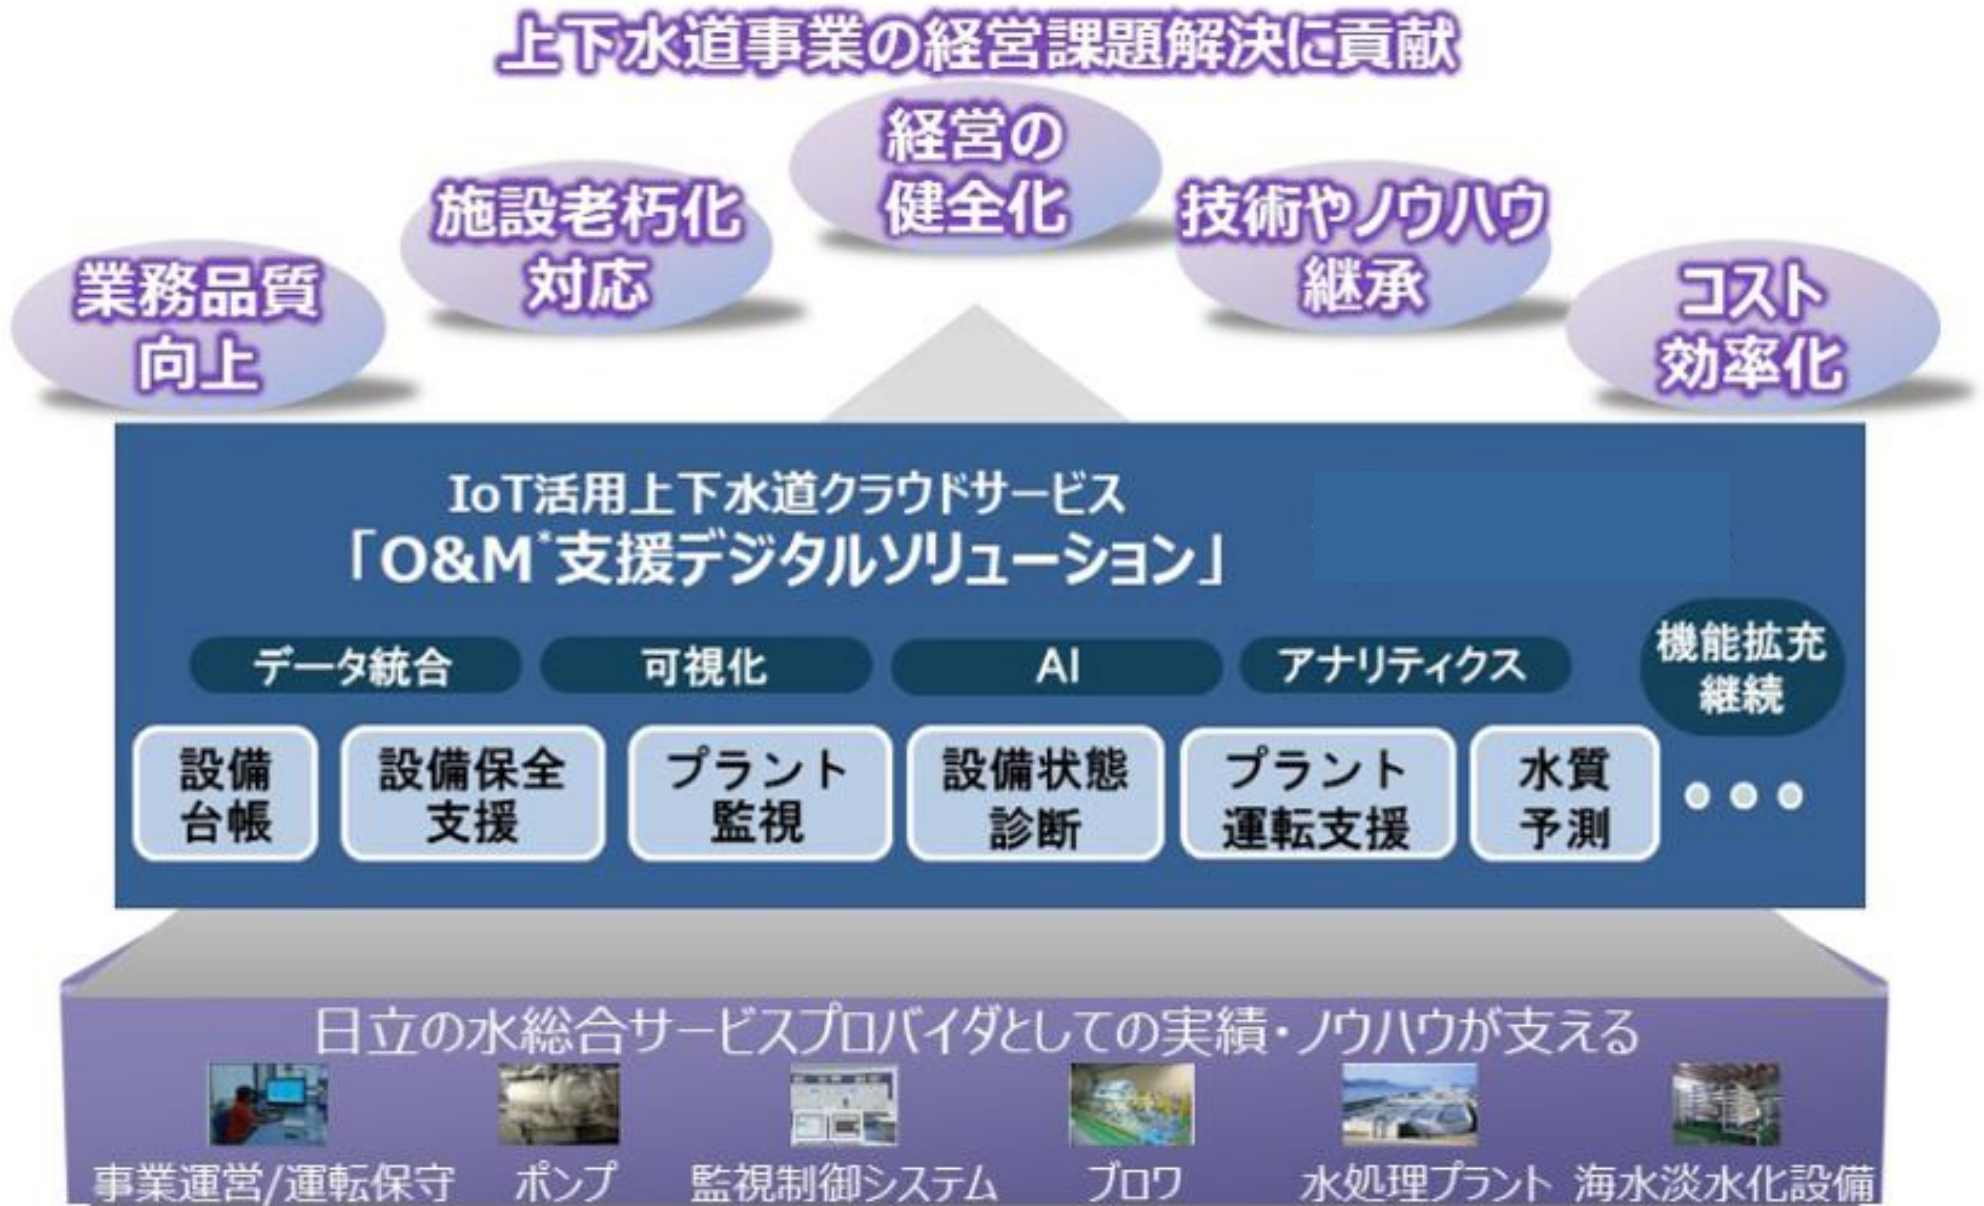 上下水道事業の経営課題解決に貢献
経営の
健全化
施設老朽化
対応
技術やノウハウ
継承
業務品質
向上
コスト
効率化
IoT活用上下水道クラウドサービス
「O&M*支援デジタルソリューション」
データ統合
可視化
AI
アナリティクス
機能拡充
継続
設備
台帳
設備保全
支援
プラント
監視
設備状態
診断
プラント
運転支援
水質
予測
日立の水総合サービスプロバイダとしての実績・ノウハウが支える
事業運営/運転保守
ポンプ
監視制御システム
ブロワ
水処理プラント
海水淡水化設備